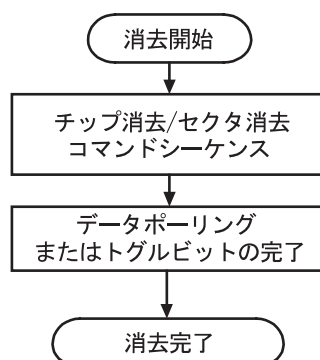 消去開始
チップ消去/セクタ消去
コマンドシーケンス
データポーリング
またはトグルビットの完了
消去完了